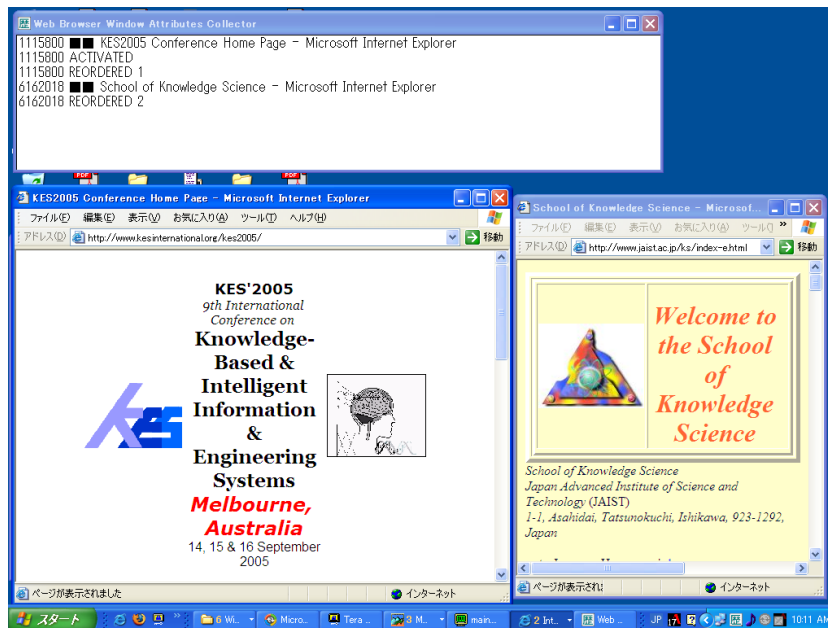 Web Browser Window Attributes Collector
1115800 ■■ KES2005 Conference Home Page - Microsoft Internet Explorer
1115800 ACTIVATED
1115800 REORDERED 1
6162018 ■■ School of Knowledge Science - Microsoft Internet Explorer
6162018 REORDERED 2
KES2005 Conference Home Page - Microsoft Internet Explorer
ファイル(F) 編集(E) 表示(V) お気に入り(A) ツール(T) ヘルプ(H)
アドレス(D) http://www.kesinternational.org/kes2005/ 移動
KES'2005
9th International
Conference on
Knowledge-
Based &
Intelligent
Information
&
Engineering
Systems
Melbourne,
Australia
14, 15 & 16 September
2005
kes
ページが表示されました インターネット
School of Knowledge Science - Microsof...
ファイル(F) 編集(E) 表示(V) お気に入り(A) ツール(T) »
アドレス(D) http://www.jaist.ac.jp/ks/index-e.html 移動
Welcome to
the School
of
Knowledge
Science
School of Knowledge Science
Japan Advanced Institute of Science and
Technology (JAIST)
1-1, Asahidai, Tatsunokuchi, Ishikawa, 923-1292,
Japan
ページが表示され インターネット
スタート » 6 Wi... Micro... Tera ... 3 M... main... 2 Int... Web ... JP 10:11 AM